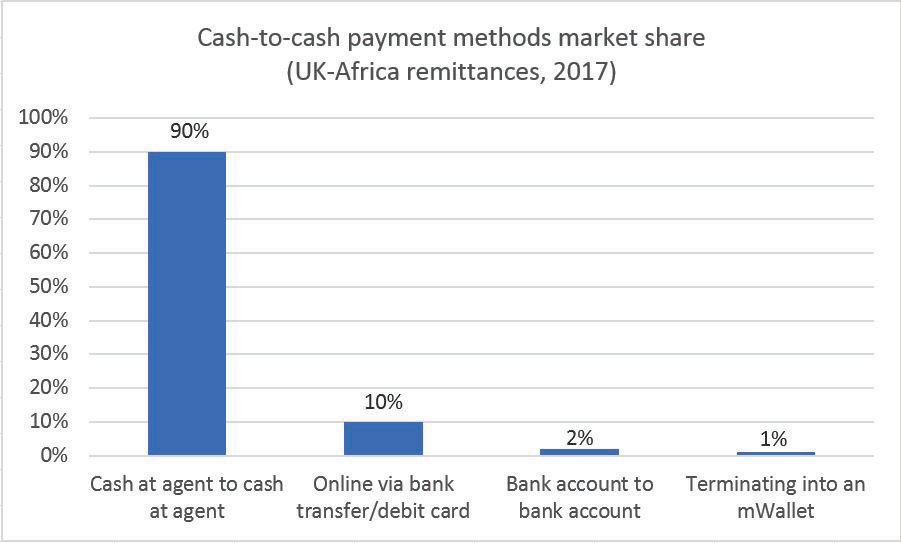 Cash-to-cash payment methods market share
(UK-Africa remittances, 2017)
100%
90%
80%
70%
60%
50%
40%
30%
20%
10%
0%
90%
10%
2%
1%
Cash at agent to cash
at agent
Online via bank
transfer/debit card
Bank account to
bank account
Terminating into an
mWallet